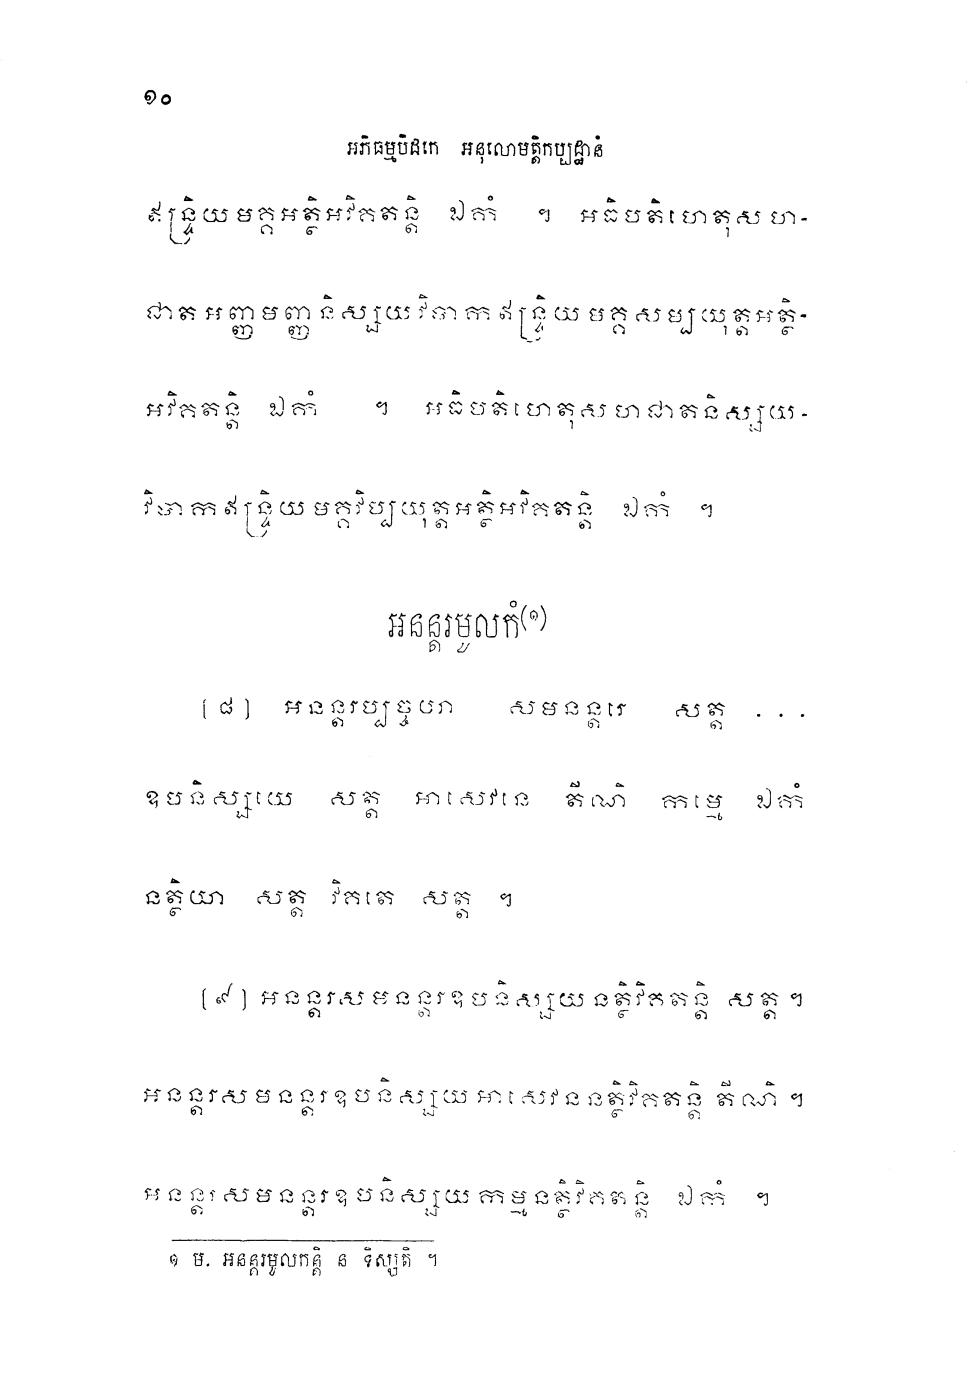 ១០
អភិធម្មបិដកេ អនុលោមត្តិកប្បដ្ឋានំ
ឥន្ទ្រិយមគ្គអត្ថិអវិគតន្តិ ឯកំ ។ អធិបតិហេតុសហ-
ជាតអញ្ញមញ្ញនិស្សយវិបាកឥន្ទ្រិយមគ្គសម្បយុត្តអត្ថិ-
អវិគតន្តិ ឯកំ ។ អធិបតិហេតុសហជាតនិស្សយ-
វិបាកឥន្ទ្រិយមគ្គវិប្បយុត្តអត្ថិអវិគតន្តិ ឯកំ ។
អនន្តរមូលកំ(១)
[៨] អនន្តរប្បច្ចយា សមនន្តរេ សត្ត ...
ឧបនិស្សយេ សត្ត អាសេវនេ តីណិ កម្មេ ឯកំ
នត្ថិយា សត្ត វិគតេ សត្ត ។
[៩] អនន្តរសមនន្តរឧបនិស្សយនត្ថិវិគតន្តិ សត្ត។
អនន្តរសមនន្តរឧបនិស្សយអាសេវននត្ថិវិគតន្តិ តីណិ ។
អនន្តរសមនន្តរឧបនិស្សយកម្មនត្ថិវិគតន្តិ ឯកំ ។
១ ម. អនន្តរមូលកន្តិ ន ទិស្សតិ ។